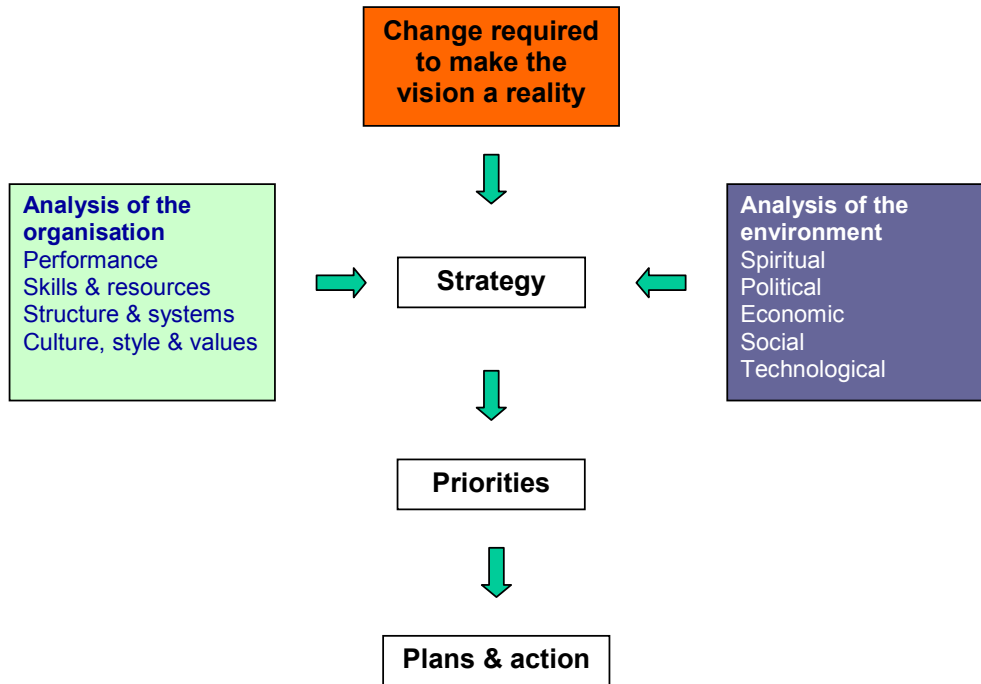 Change required
to make the
vision a reality
Analysis of the
organisation
Performance
Skills & resources
Structure & systems
Culture, style & values
Strategy
Analysis of the
environment
Spiritual
Political
Economic
Social
Technological
Priorities
Plans & action